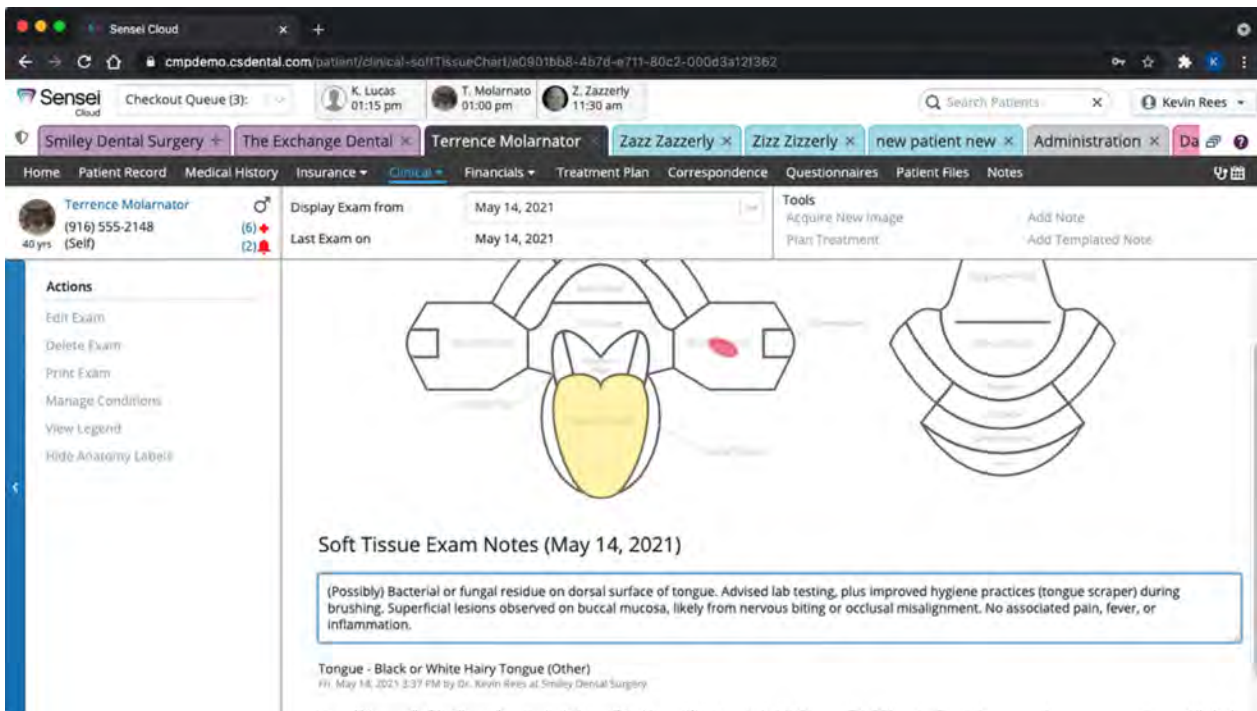 Sensei Cloud × +
cmpdemo.csdental.com/patient/clinical-softTissueChart/
K
Sensei
Cloud
Checkout Queue (3):
K. Lucas
01:15 pm
T. Molarnato
01:00 pm
Z. Zazzerly
11:30 am
Search Patients ×
Kevin Rees
Smiley Dental Surgery + The Exchange Dental × Terrence Molarnator × Zazz Zazzerly × Zizz Zizzerly × new patient new × Administration × Da
Home Patient Record Medical History Insurance Clinical Financials Treatment Plan Correspondence Questionnaires Patient Files Notes
Terrence Molarnator
(916) 555-2148 (6)
40 yrs (Self) (2)
Display Exam from May 14, 2021
Last Exam on May 14, 2021
Tools
Acquire New Image Add Note
Plan Treatment Add Templated Note
Actions
Edit Exam
Delete Exam
Print Exam
Manage Conditions
View Legend
Hide Anatomy Labels
Soft Tissue Exam Notes (May 14, 2021)
(Possibly) Bacterial or fungal residue on dorsal surface of tongue. Advised lab testing, plus improved hygiene practices (tongue scraper) during
brushing. Superficial lesions observed on buccal mucosa, likely from nervous biting or occlusal misalignment. No associated pain, fever, or
inflammation.
Tongue - Black or White Hairy Tongue (Other)
Fri, May 14, 2021 3:37 PM by Dr. Kevin Rees at Smiley Dental Surgery